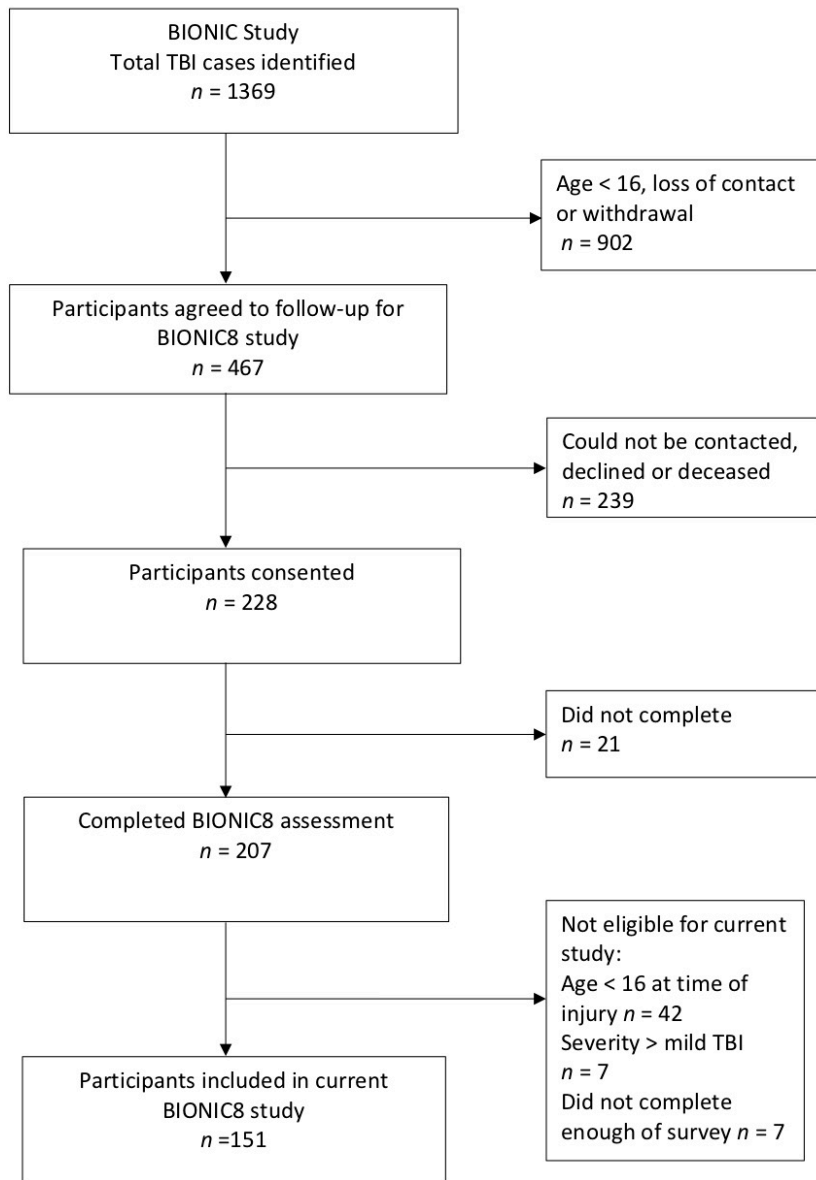 BIONIC Study
Total TBI cases identified
n = 1369
Age < 16, loss of contact
or withdrawal
n = 902
Participants agreed to follow-up for
BIONIC8 study
n = 467
Could not be contacted,
declined or deceased
n = 239
Participants consented
n = 228
Did not complete
n = 21
Completed BIONIC8 assessment
n = 207
Not eligible for current
study:
Age < 16 at time of
injury n = 42
Severity > mild TBI
n = 7
Did not complete
enough of survey n = 7
Participants included in current
BIONIC8 study
n =151